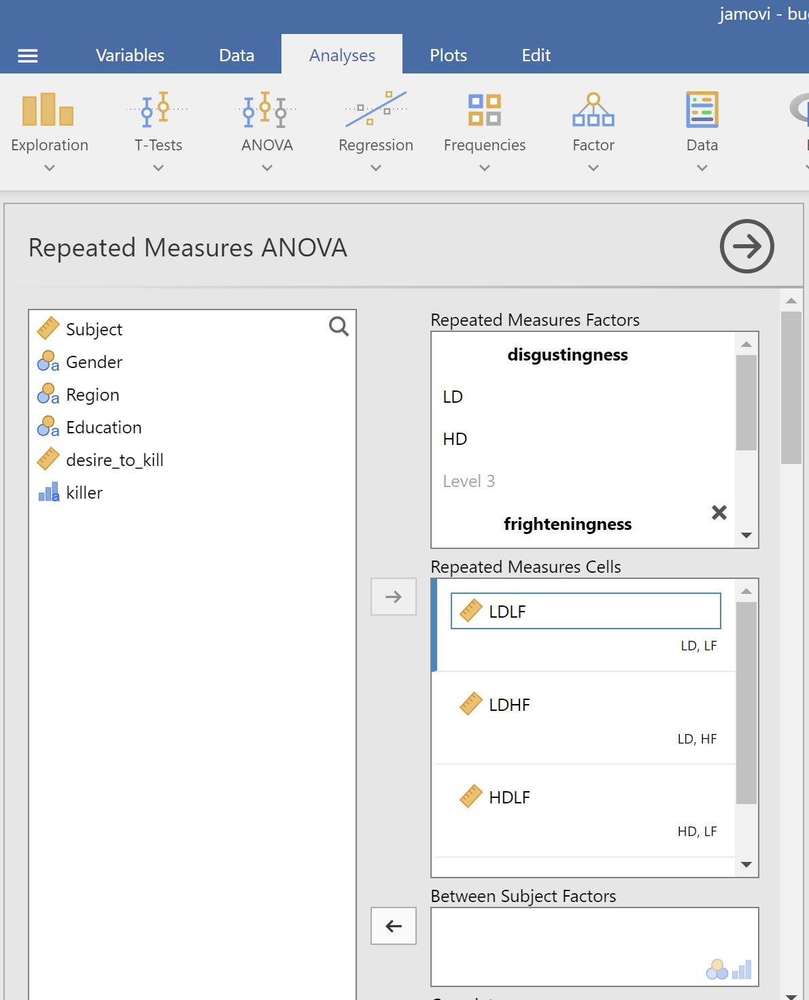 jamovi - bug
Variables Data Analyses Plots Edit
Exploration T-Tests ANOVA Regression Frequencies Factor Data
Repeated Measures ANOVA
Subject
Gender
Region
Education
desire_to_kill
killer
Repeated Measures Factors
disgustingness
LD
HD
Level 3
frighteningness
Repeated Measures Cells
LDLF
LD, LF
LDHF
LD, HF
HDLF
HD, LF
Between Subject Factors